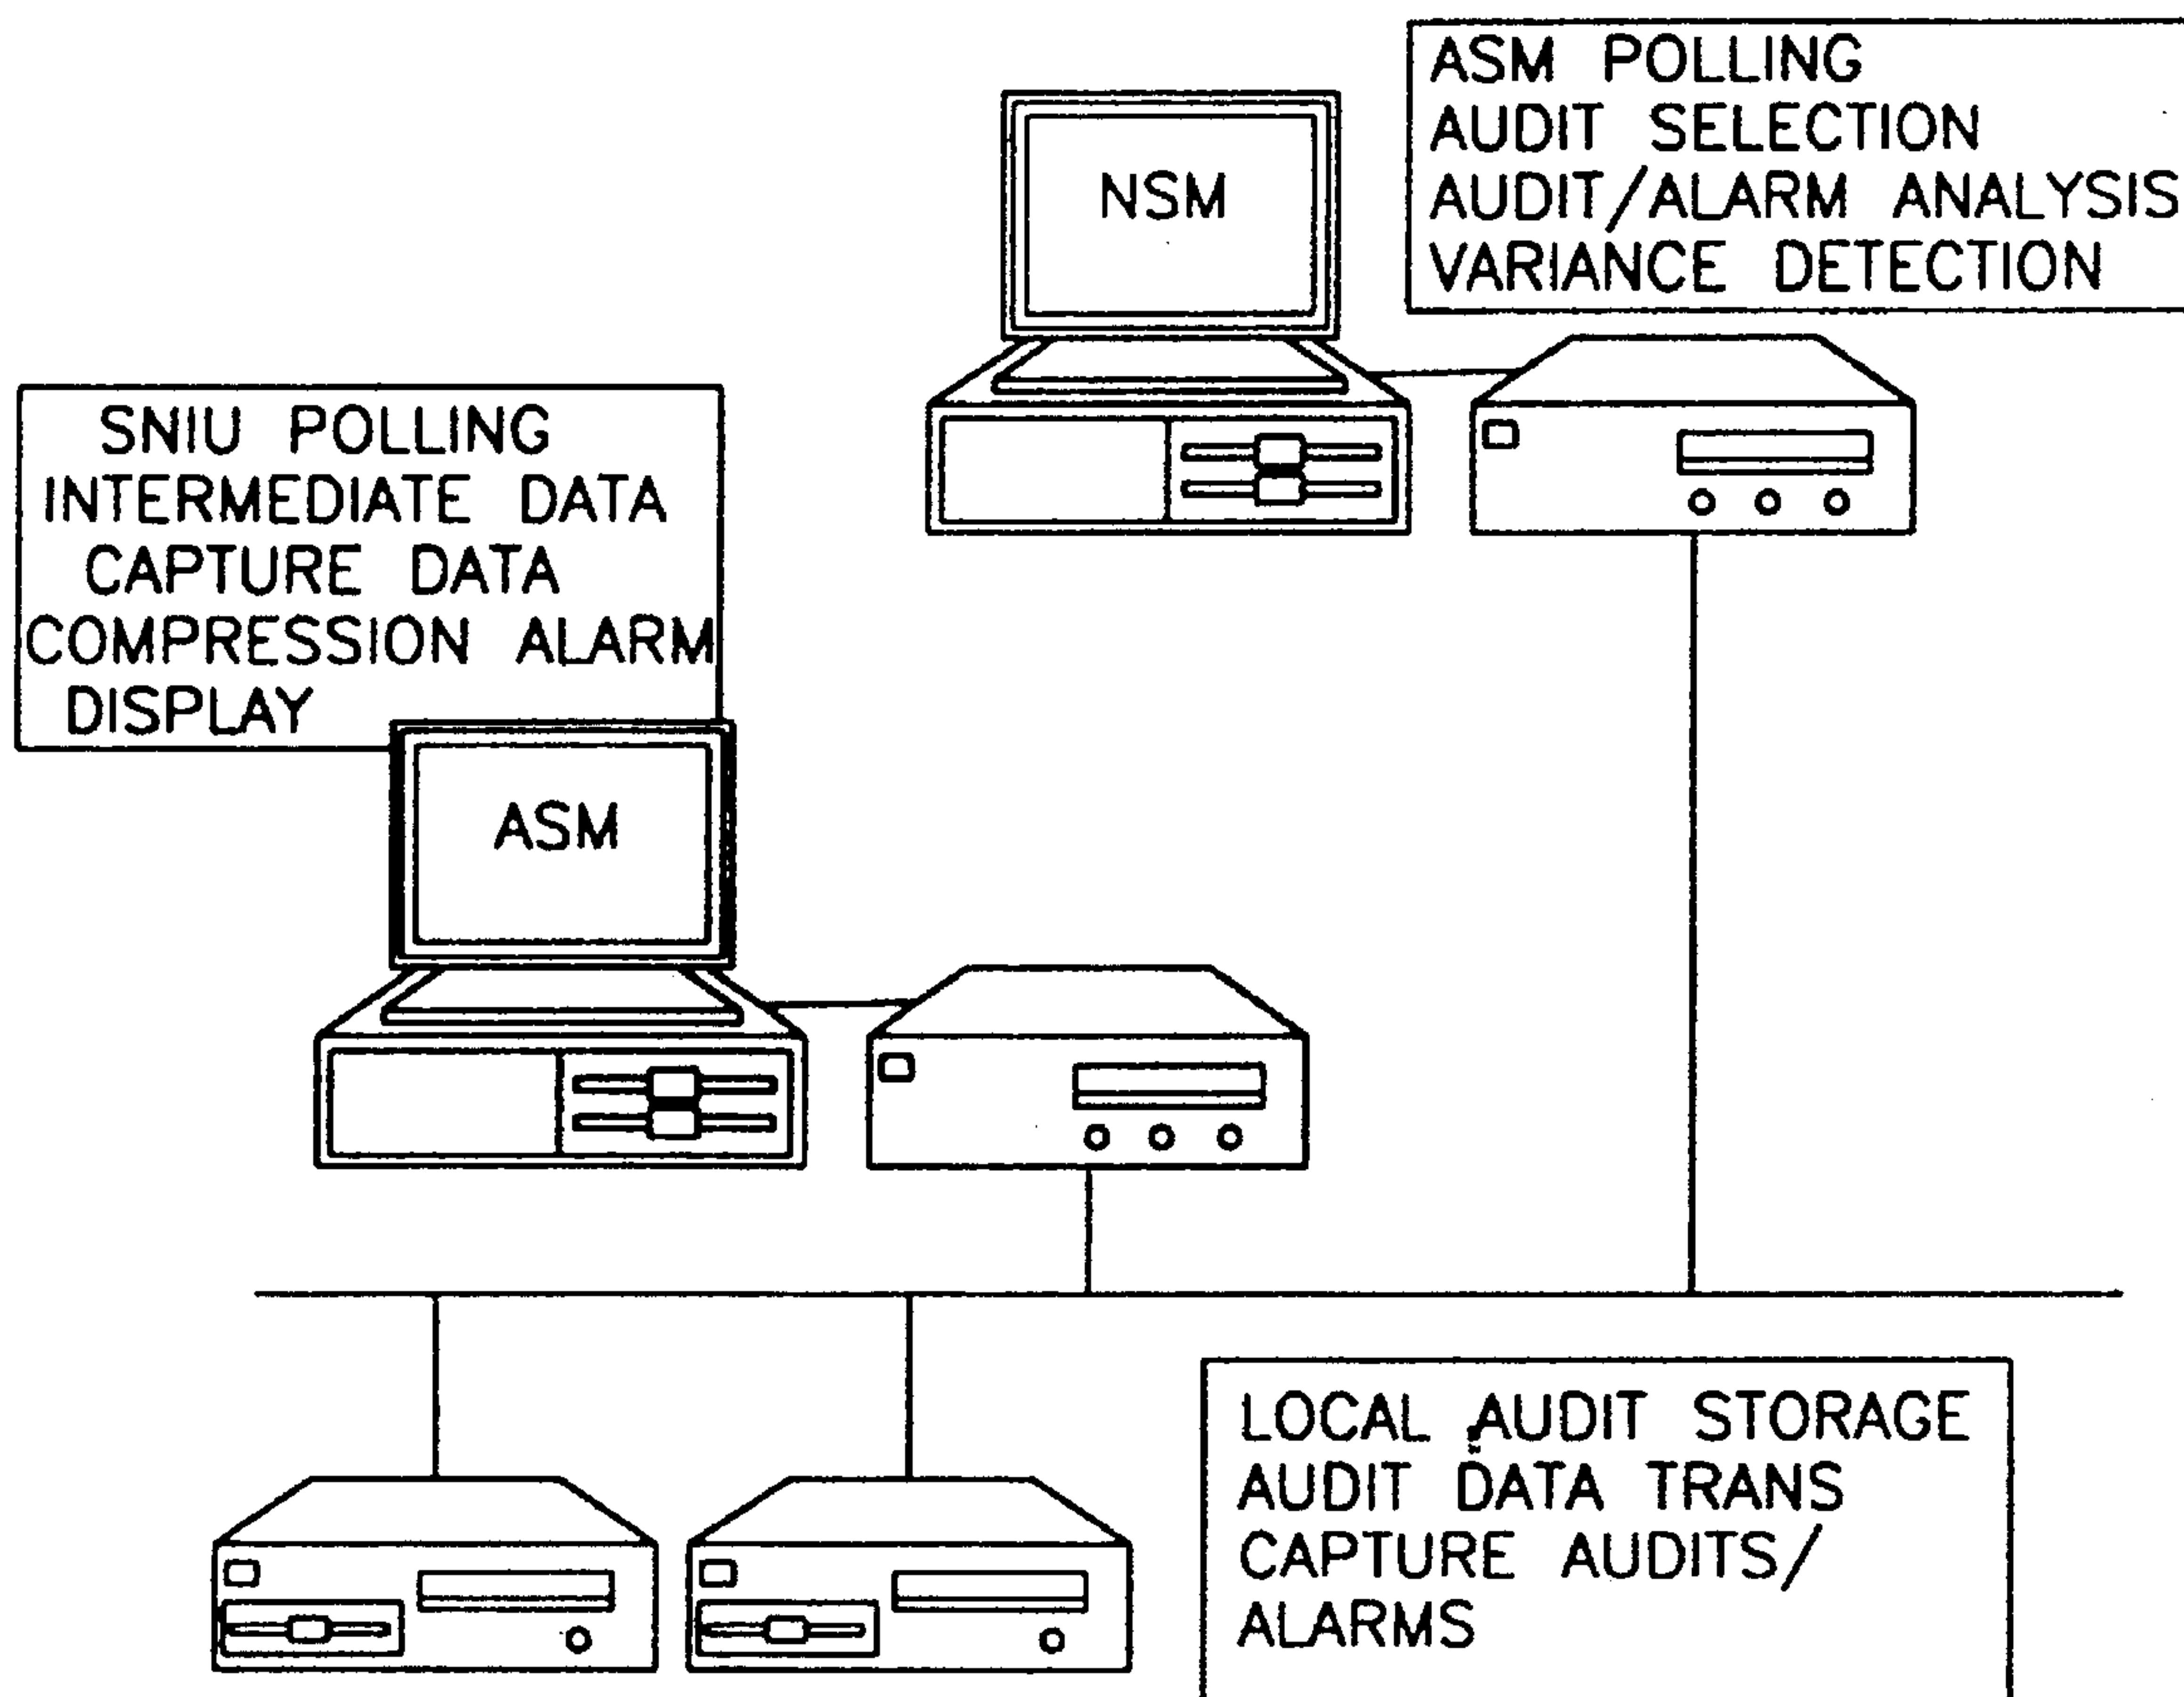 ASM POLLING
AUDIT SELECTION
AUDIT/ALARM ANALYSIS
VARIANCE DETECTION
NSM
SNIU POLLING
INTERMEDIATE DATA
CAPTURE DATA
COMPRESSION ALARM
DISPLAY
ASM
LOCAL AUDIT STORAGE
AUDIT DATA TRANS
CAPTURE AUDITS/
ALARMS